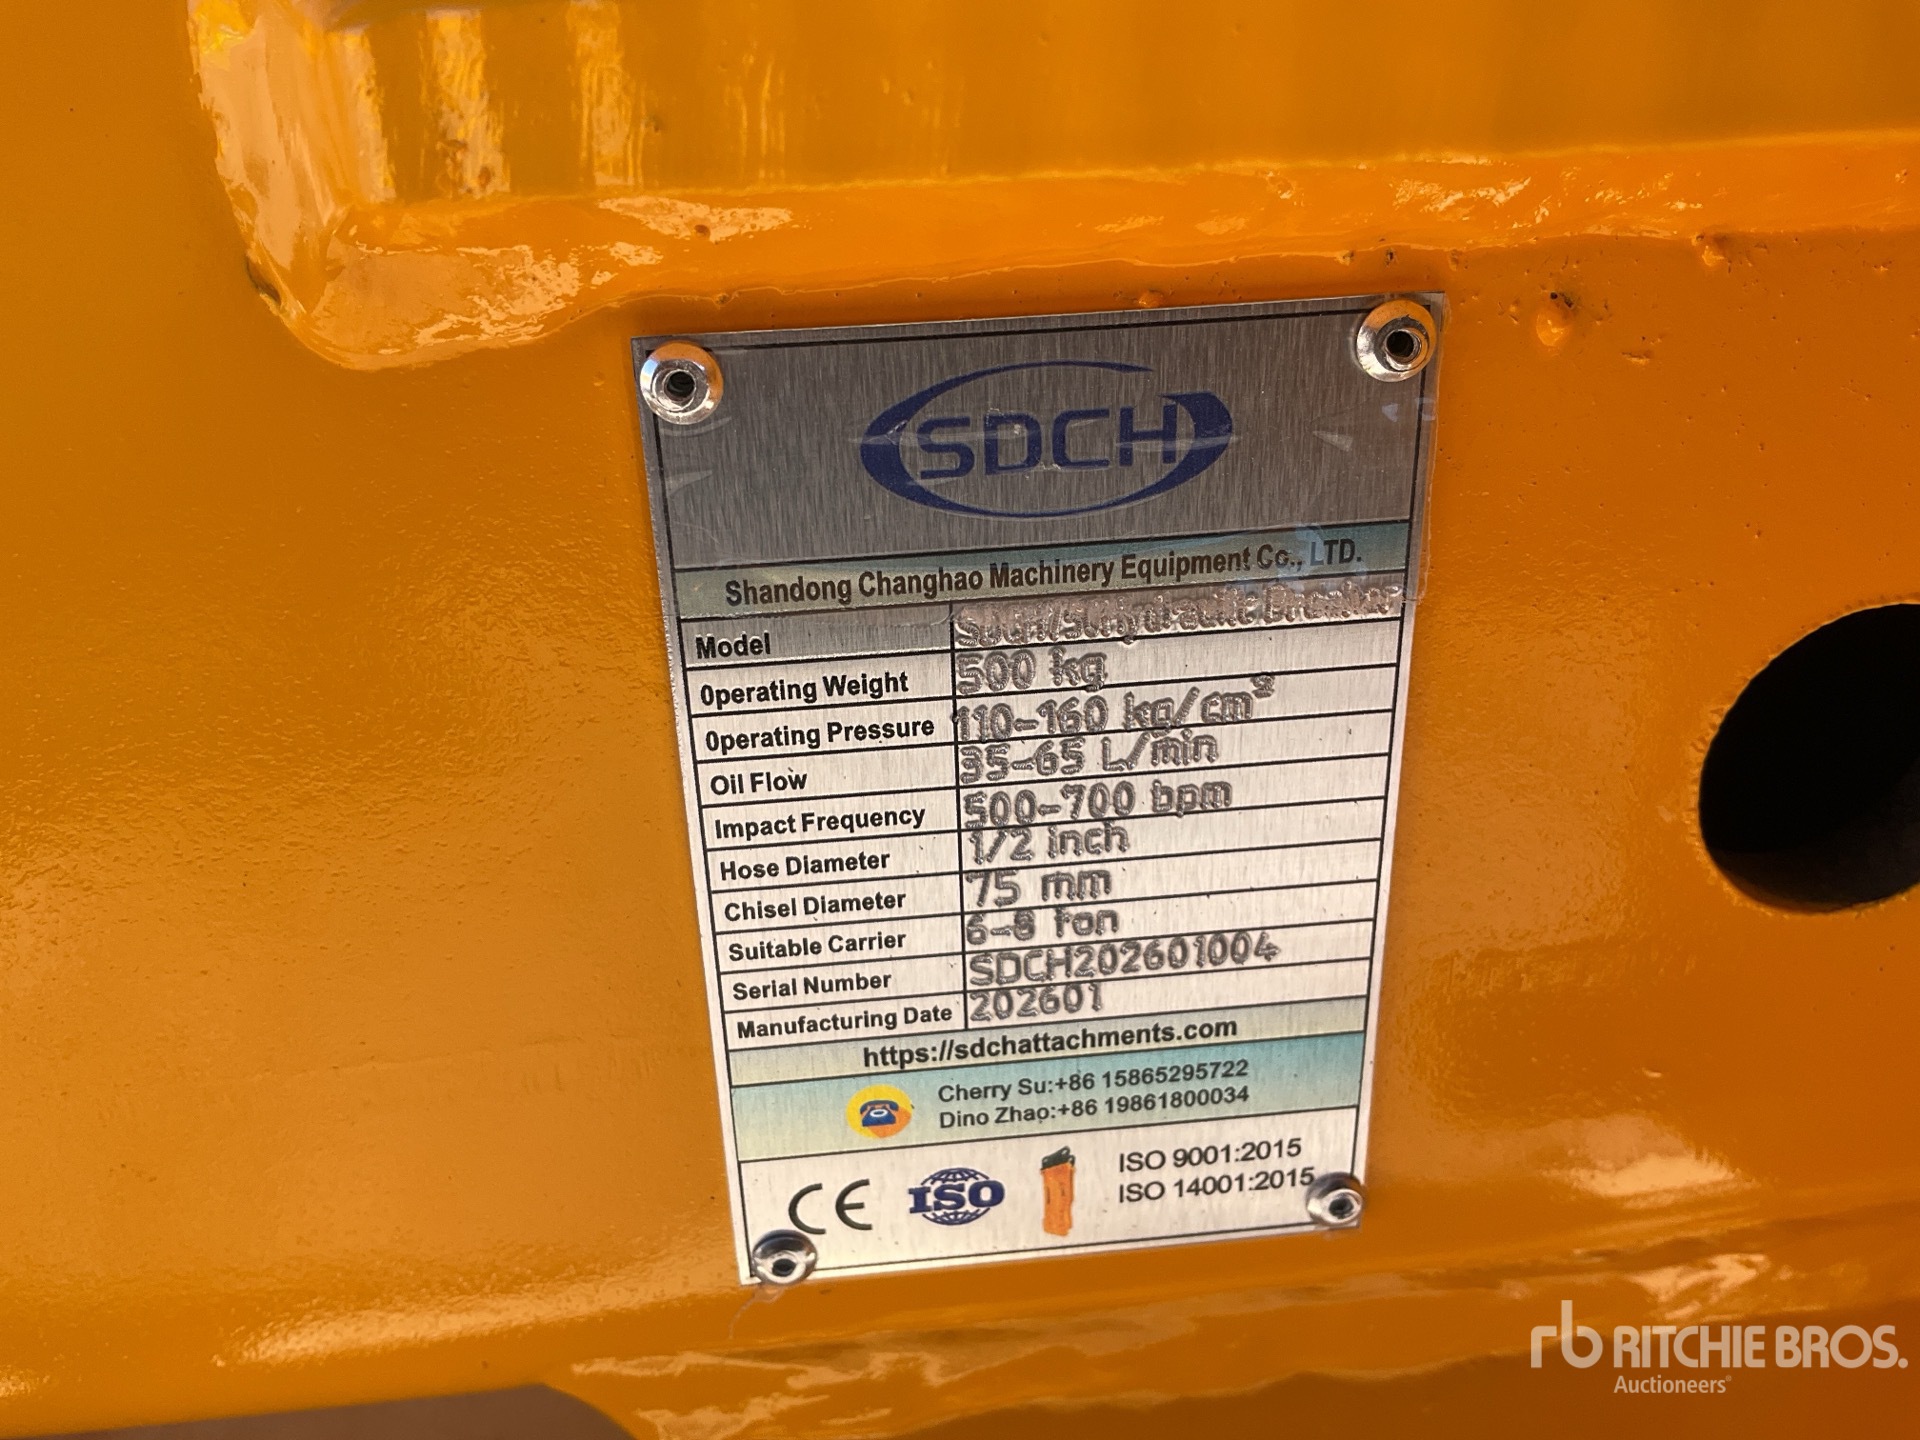 SDCH
Shandong Changhao Machinery Equipment Co., LTD.
Model Hydraulic Breaker
Operating Weight 500 kg
Operating Pressure 110-160 kg/cm²
Oil Flow 35-65 L/min
Impact Frequency 500-700 bpm
Hose Diameter 1/2 inch
Chisel Diameter 75 mm
Suitable Carrier 6-8 ton
Serial Number SDCH202601004
Manufacturing Date 202601
https://sdchattachments.com
Cherry Su:+86 15865295722
Dino Zhao:+86 19861800034
CE ISO ISO 9001:2015
ISO 14001:2015
rb RITCHIE BROS.
Auctioneers